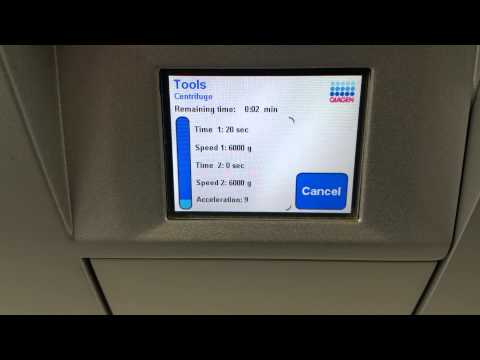 Tools
Centrifuge
QIAGEN
Remaining time: 0:02 min
Time 1: 20 sec
Speed 1: 6000 g
Time 2: 0 sec
Speed 2: 6000 g
Acceleration: 9
Cancel